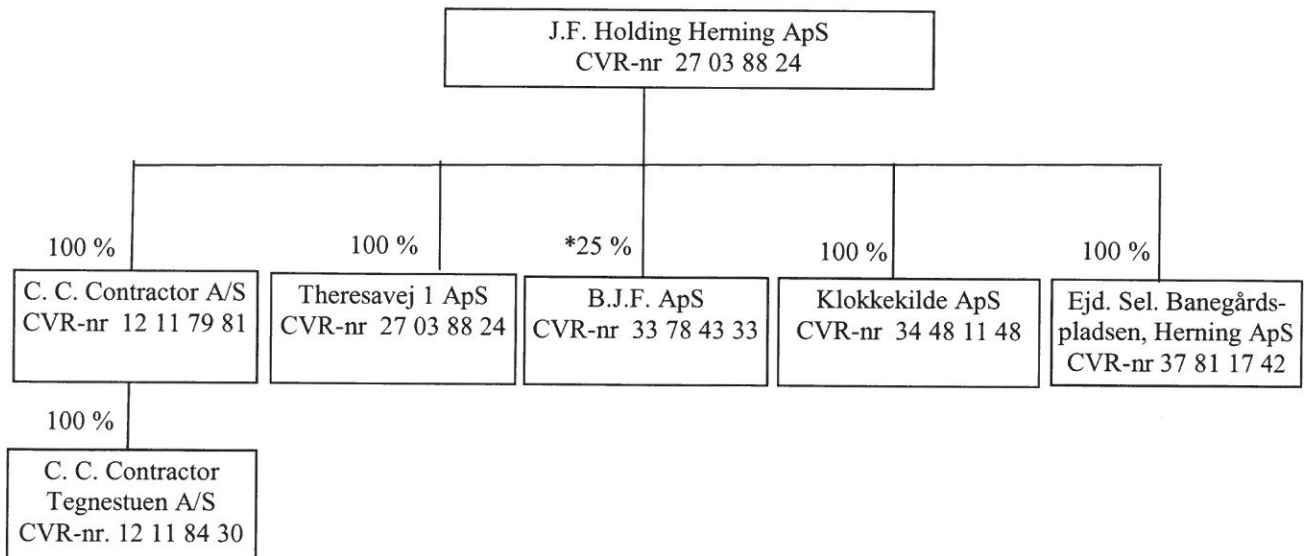 J.F. Holding Herning ApS
CVR-nr 27 03 88 24
100 %
100 %
*25 %
100 %
100 %
C. C. Contractor A/S
CVR-nr 12 11 79 81
Theresavej 1 ApS
CVR-nr 27 03 88 24
B.J.F. ApS
CVR-nr 33 78 43 33
Klokkekilde ApS
CVR-nr 34 48 11 48
Ejd. Sel. Banegårds-
pladsen, Herning ApS
CVR-nr 37 81 17 42
100 %
C. C. Contractor
Tegnestuen A/S
CVR-nr. 12 11 84 30